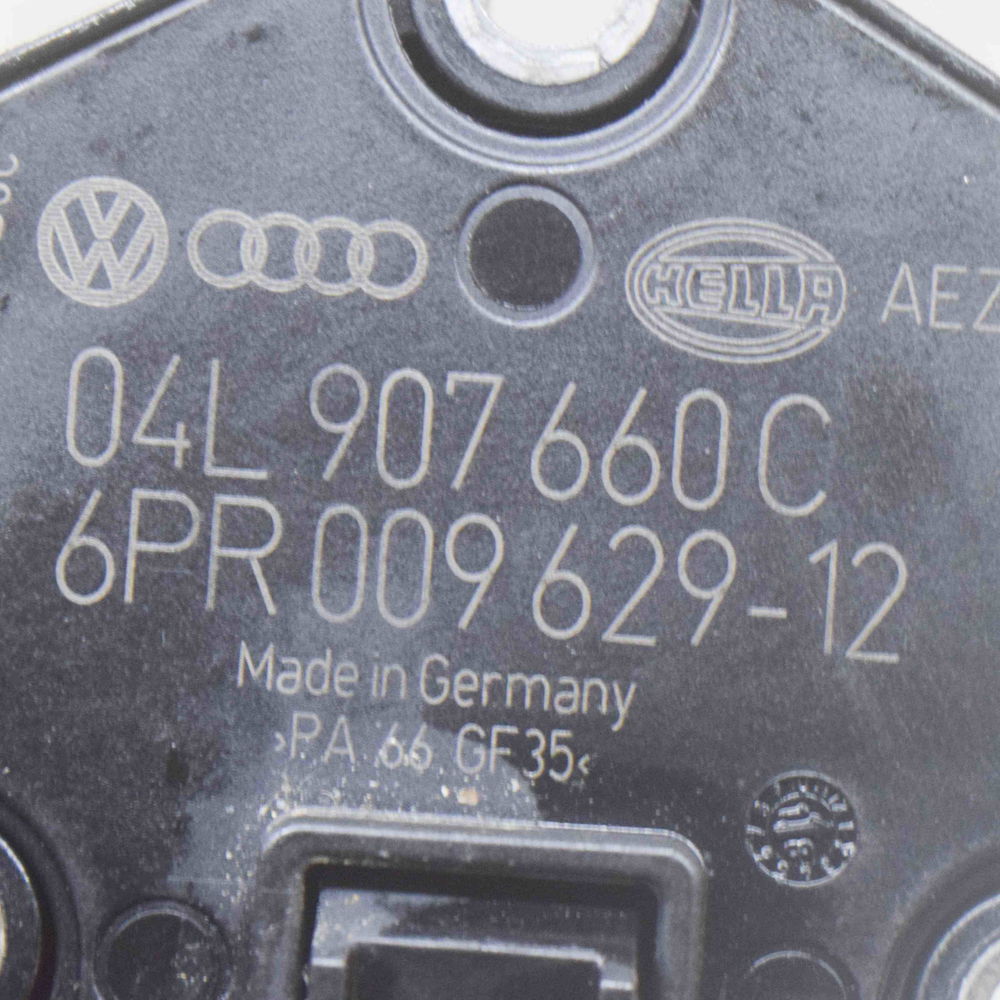 HELLA AEZ
04L 907 660 C
6PR 009 629-12
Made in Germany
>PA 66 GF35<